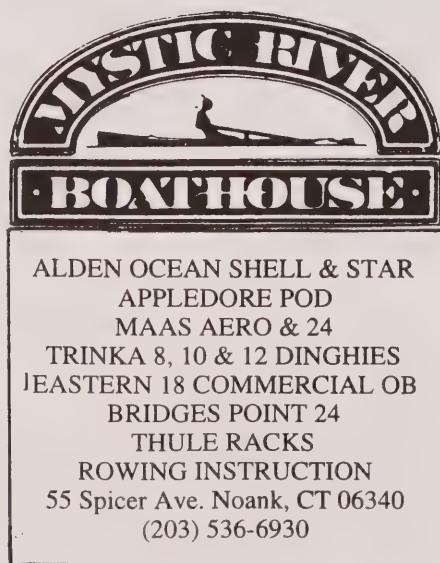 MYSTIC RIVER
· BOATHOUSE ·
ALDEN OCEAN SHELL & STAR
APPLEDORE POD
MAAS AERO & 24
TRINKA 8, 10 & 12 DINGHIES
EASTERN 18 COMMERCIAL OB
BRIDGES POINT 24
THULE RACKS
ROWING INSTRUCTION
55 Spicer Ave. Noank, CT 06340
(203) 536-6930